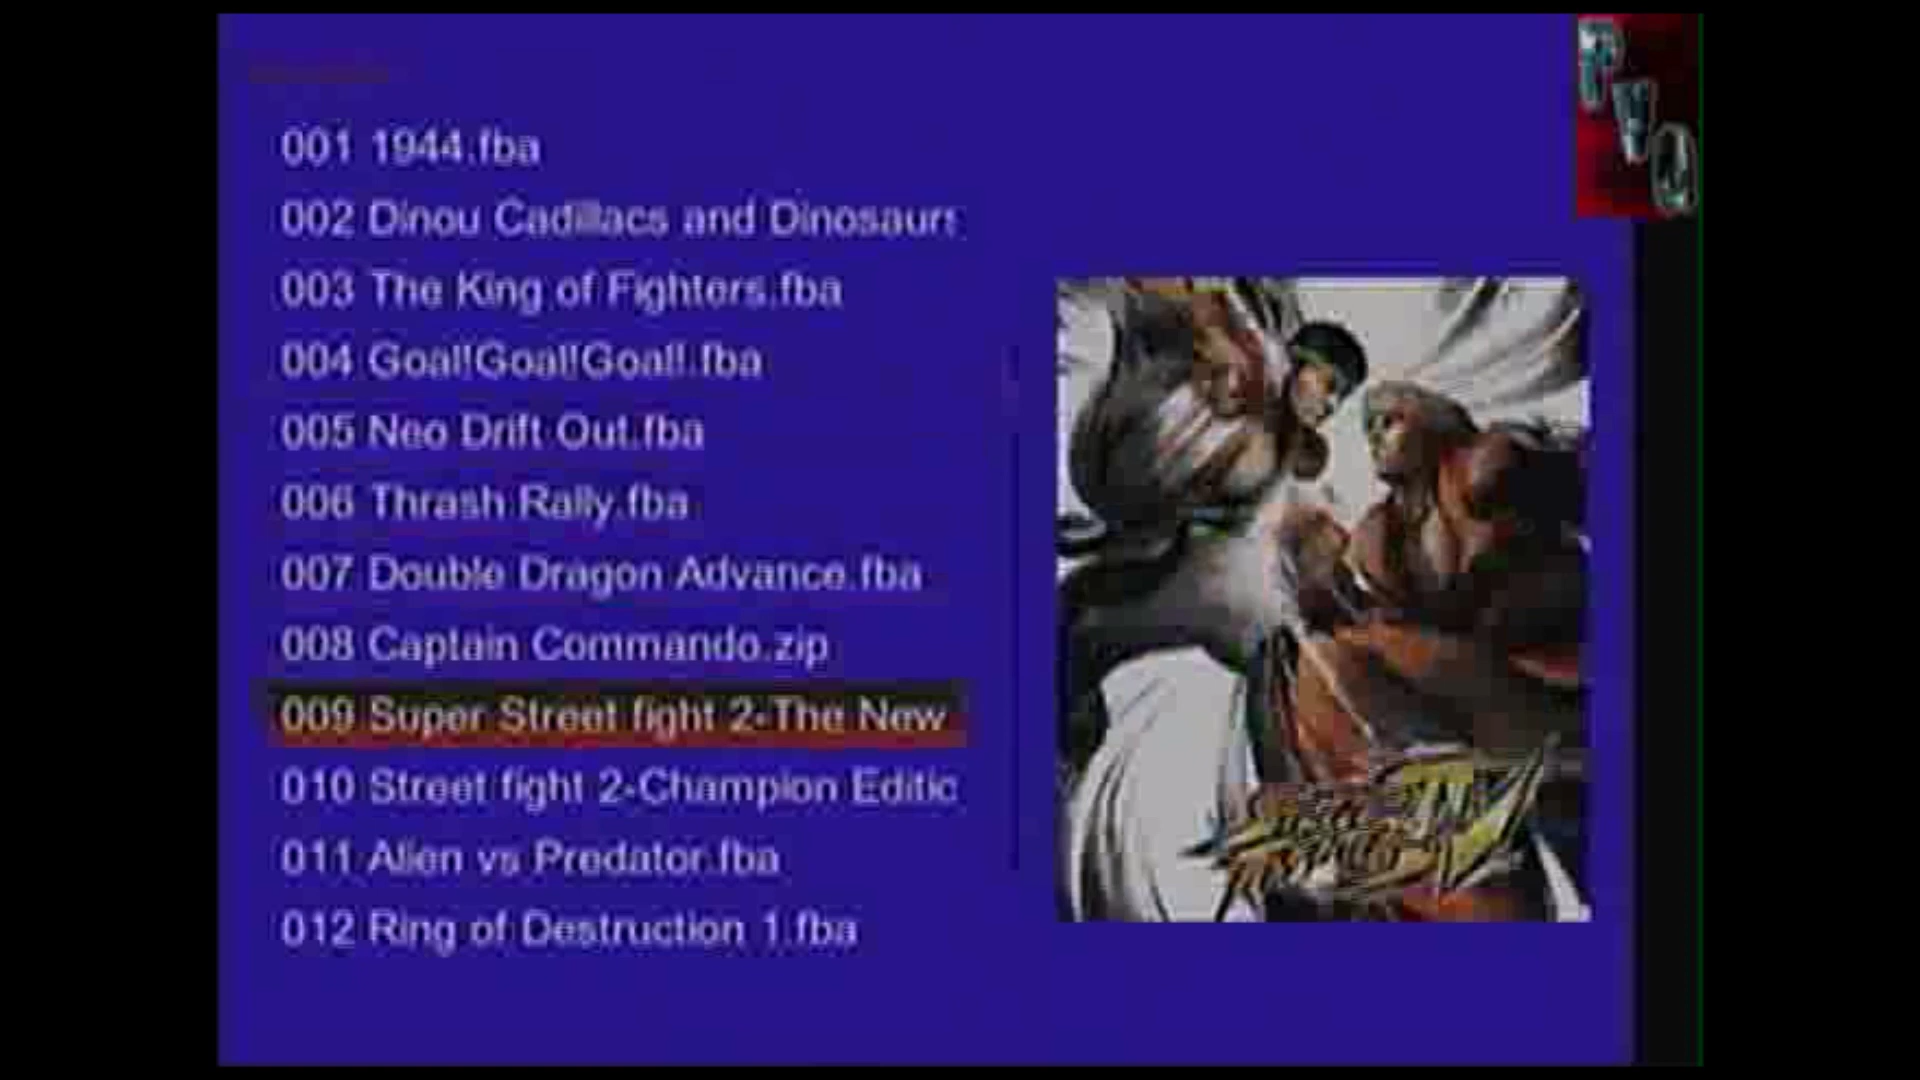 PVQ
001 1944.fba
002 Dinou Cadillacs and Dinosaurs
003 The King of Fighters.fba
004 Goal!Goal!Goal!.fba
005 Neo Drift Out.fba
006 Thrash Rally.fba
007 Double Dragon Advance.fba
008 Captain Commando.zip
009 Super Street fight 2-The New
010 Street fight 2-Champion Editic
011 Alien vs Predator.fba
012 Ring of Destruction 1.fba